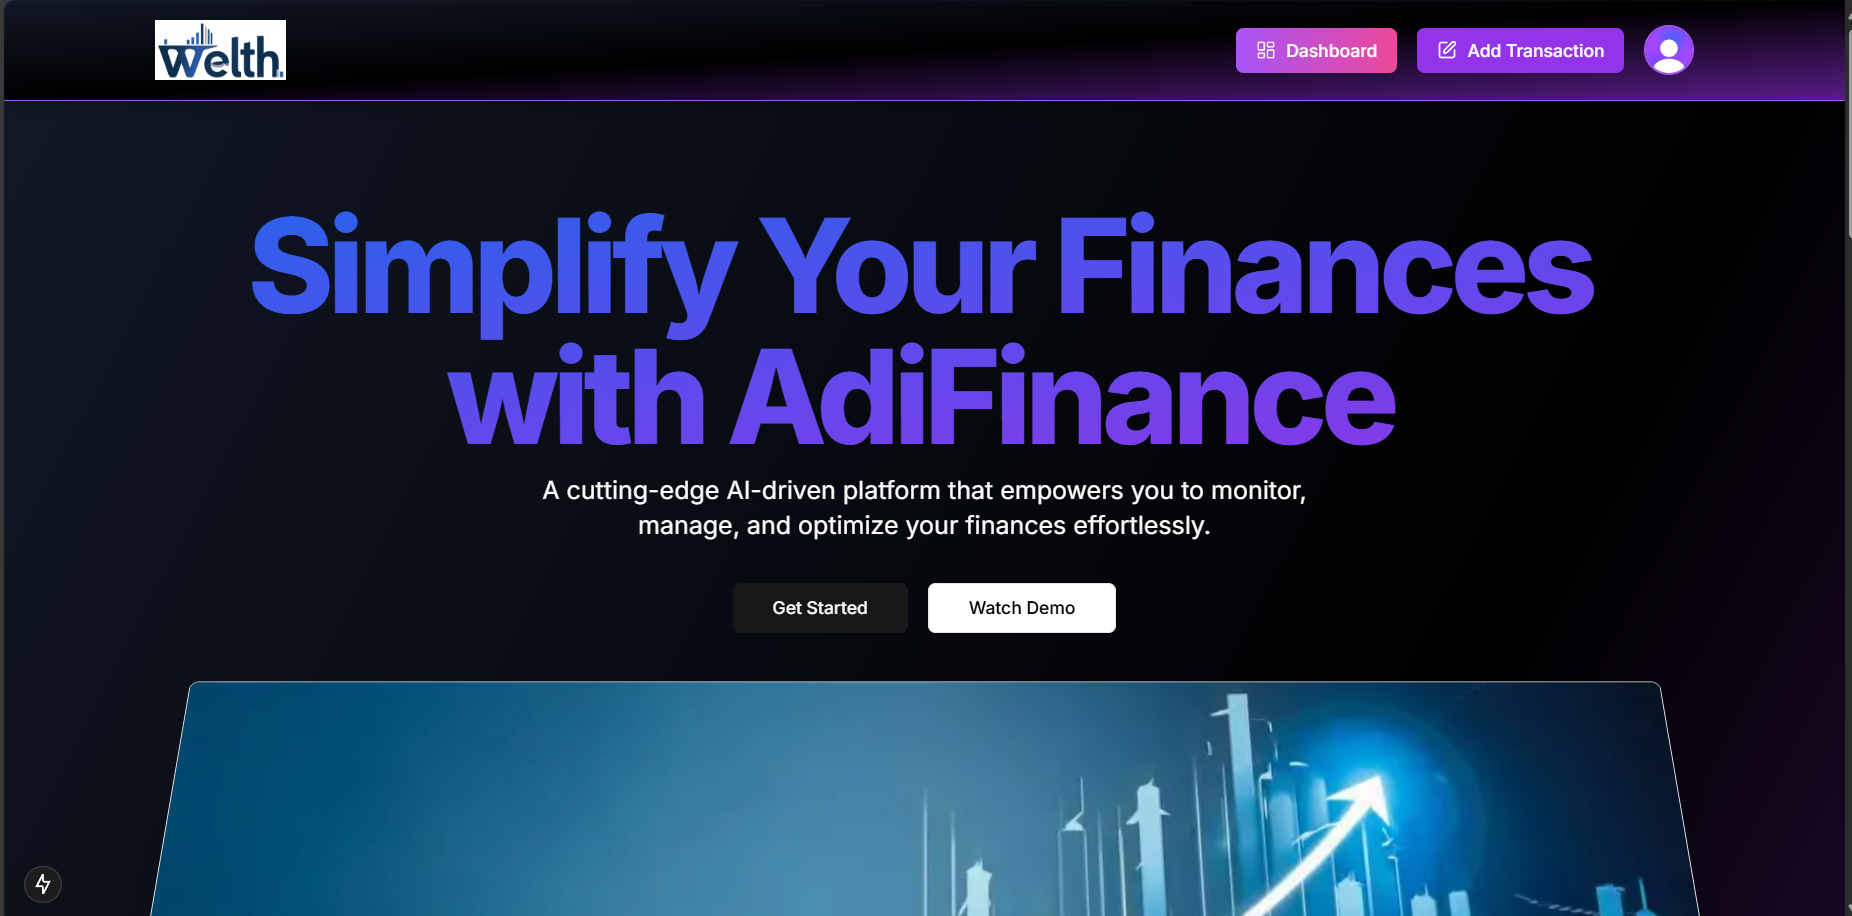 Welth.
Dashboard
Add Transaction
Simplify Your Finances
with AdiFinance
A cutting-edge AI-driven platform that empowers you to monitor,
manage, and optimize your finances effortlessly.
Get Started
Watch Demo